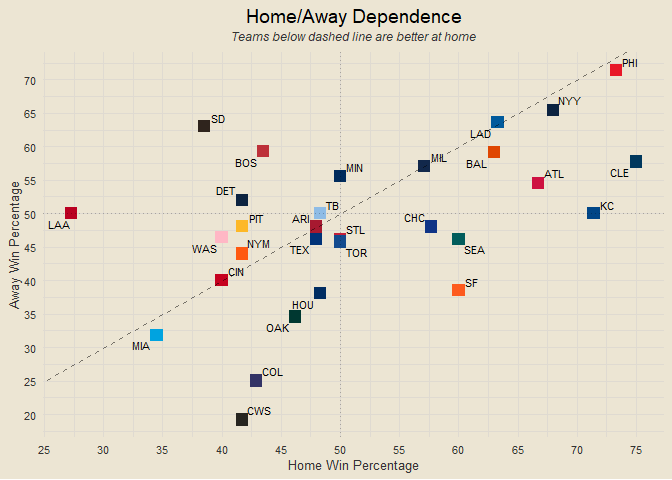 Home/Away Dependence
Teams below dashed line are better at home
Away Win Percentage
70
65
60
55
50
45
40
35
30
25
20
PHI
NYY
SD
LAD
BOS
BAL
MIL
MIN
CLE
ATL
DET
TB
KC
LAA
PIT
ARI
CHC
STL
WAS
NYM
TEX
TOR
SEA
CIN
SF
HOU
OAK
MIA
COL
CWS
25
30
35
40
45
50
55
60
65
70
75
Home Win Percentage